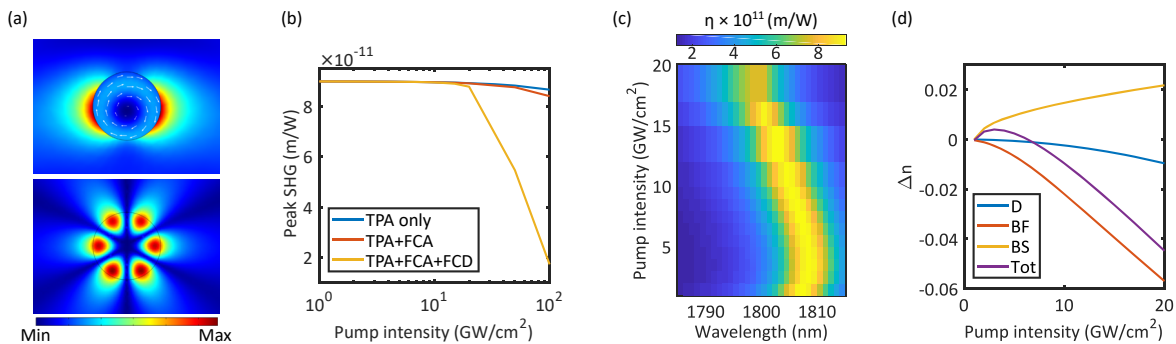 (a)
Min
Max
(b)
×10⁻¹¹
8
6
4
2
Peak SHG (m/W)
TPA only
TPA+FCA
TPA+FCA+FCD
10⁰
10¹
10²
Pump intensity (GW/cm²)
(c)
η × 10¹¹ (m/W)
2 4 6 8
20
15
10
5
Pump intensity (GW/cm²)
1790 1800 1810
Wavelength (nm)
(d)
0.02
0
-0.02
-0.04
-0.06
Δn
D
BF
BS
Tot
0 10 20
Pump intensity (GW/cm²)